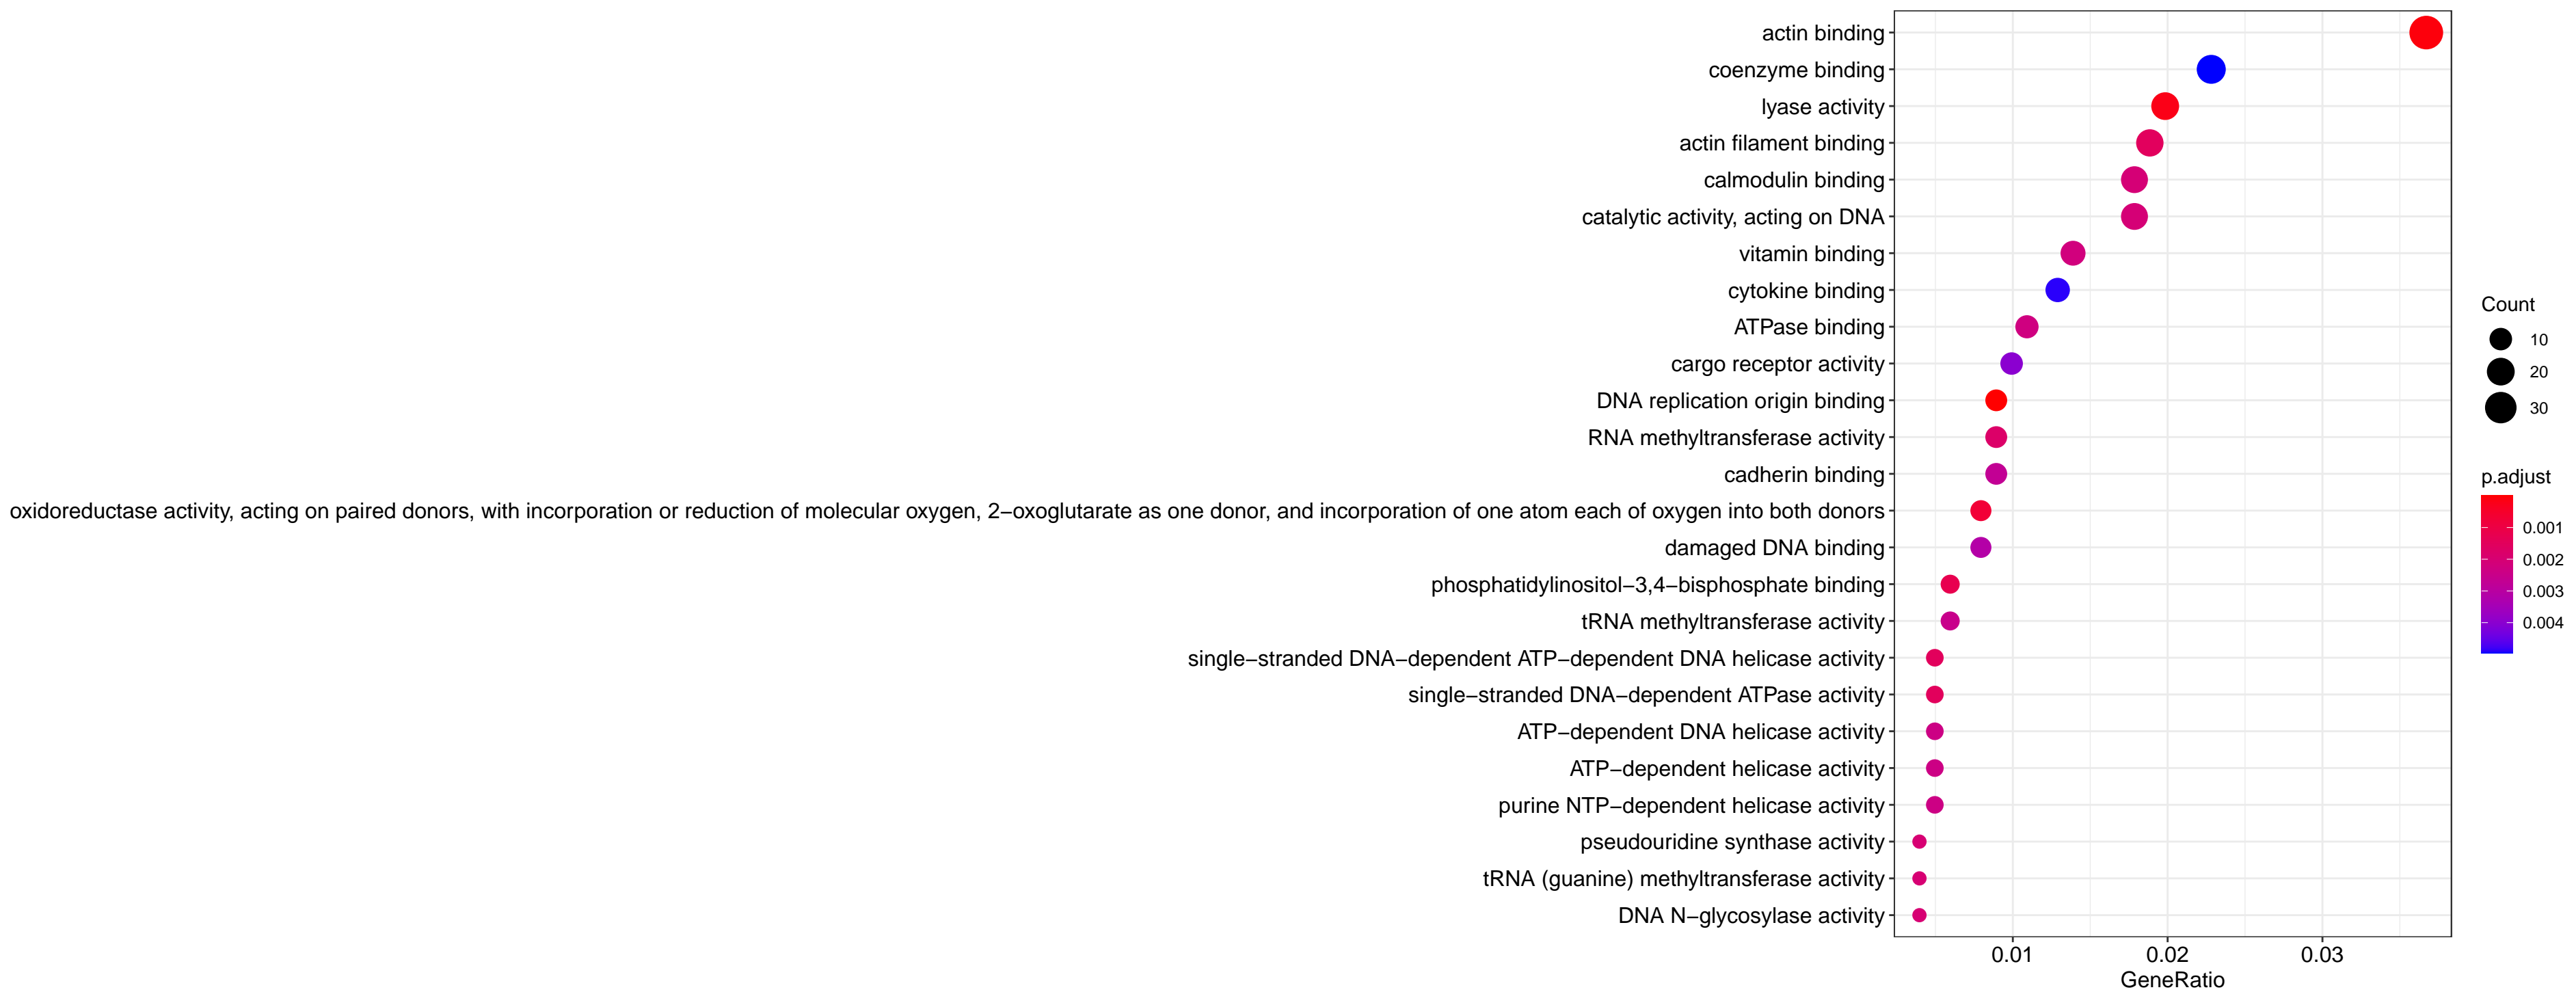 actin binding
coenzyme binding
lyase activity
actin filament binding
calmodulin binding
catalytic activity, acting on DNA
vitamin binding
cytokine binding
ATPase binding
cargo receptor activity
DNA replication origin binding
RNA methyltransferase activity
cadherin binding
oxidoreductase activity, acting on paired donors, with incorporation or reduction of molecular oxygen, 2−oxoglutarate as one donor, and incorporation of one atom each of oxygen into both donors
damaged DNA binding
phosphatidylinositol−3,4−bisphosphate binding
tRNA methyltransferase activity
single−stranded DNA−dependent ATP−dependent DNA helicase activity
single−stranded DNA−dependent ATPase activity
ATP−dependent DNA helicase activity
ATP−dependent helicase activity
purine NTP−dependent helicase activity
pseudouridine synthase activity
tRNA (guanine) methyltransferase activity
DNA N−glycosylase activity
0.01 0.02 0.03
GeneRatio
Count
10
20
30
p.adjust
0.001
0.002
0.003
0.004